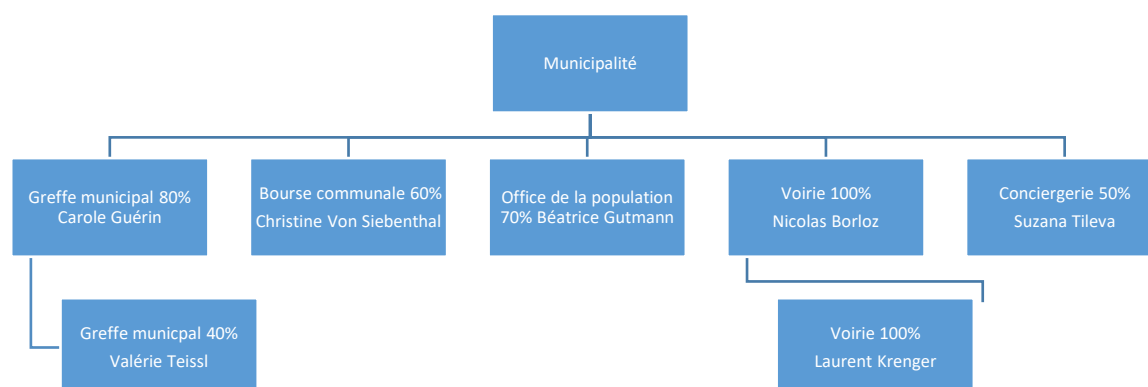 Municipalité
Greffe municipal 80%
Carole Guérin
Bourse communale 60%
Christine Von Siebenthal
Office de la population
70% Béatrice Gutmann
Voirie 100%
Nicolas Borloz
Conciergerie 50%
Suzana Tileva
Greffe municpal 40%
Valérie Teissl
Voirie 100%
Laurent Krenger